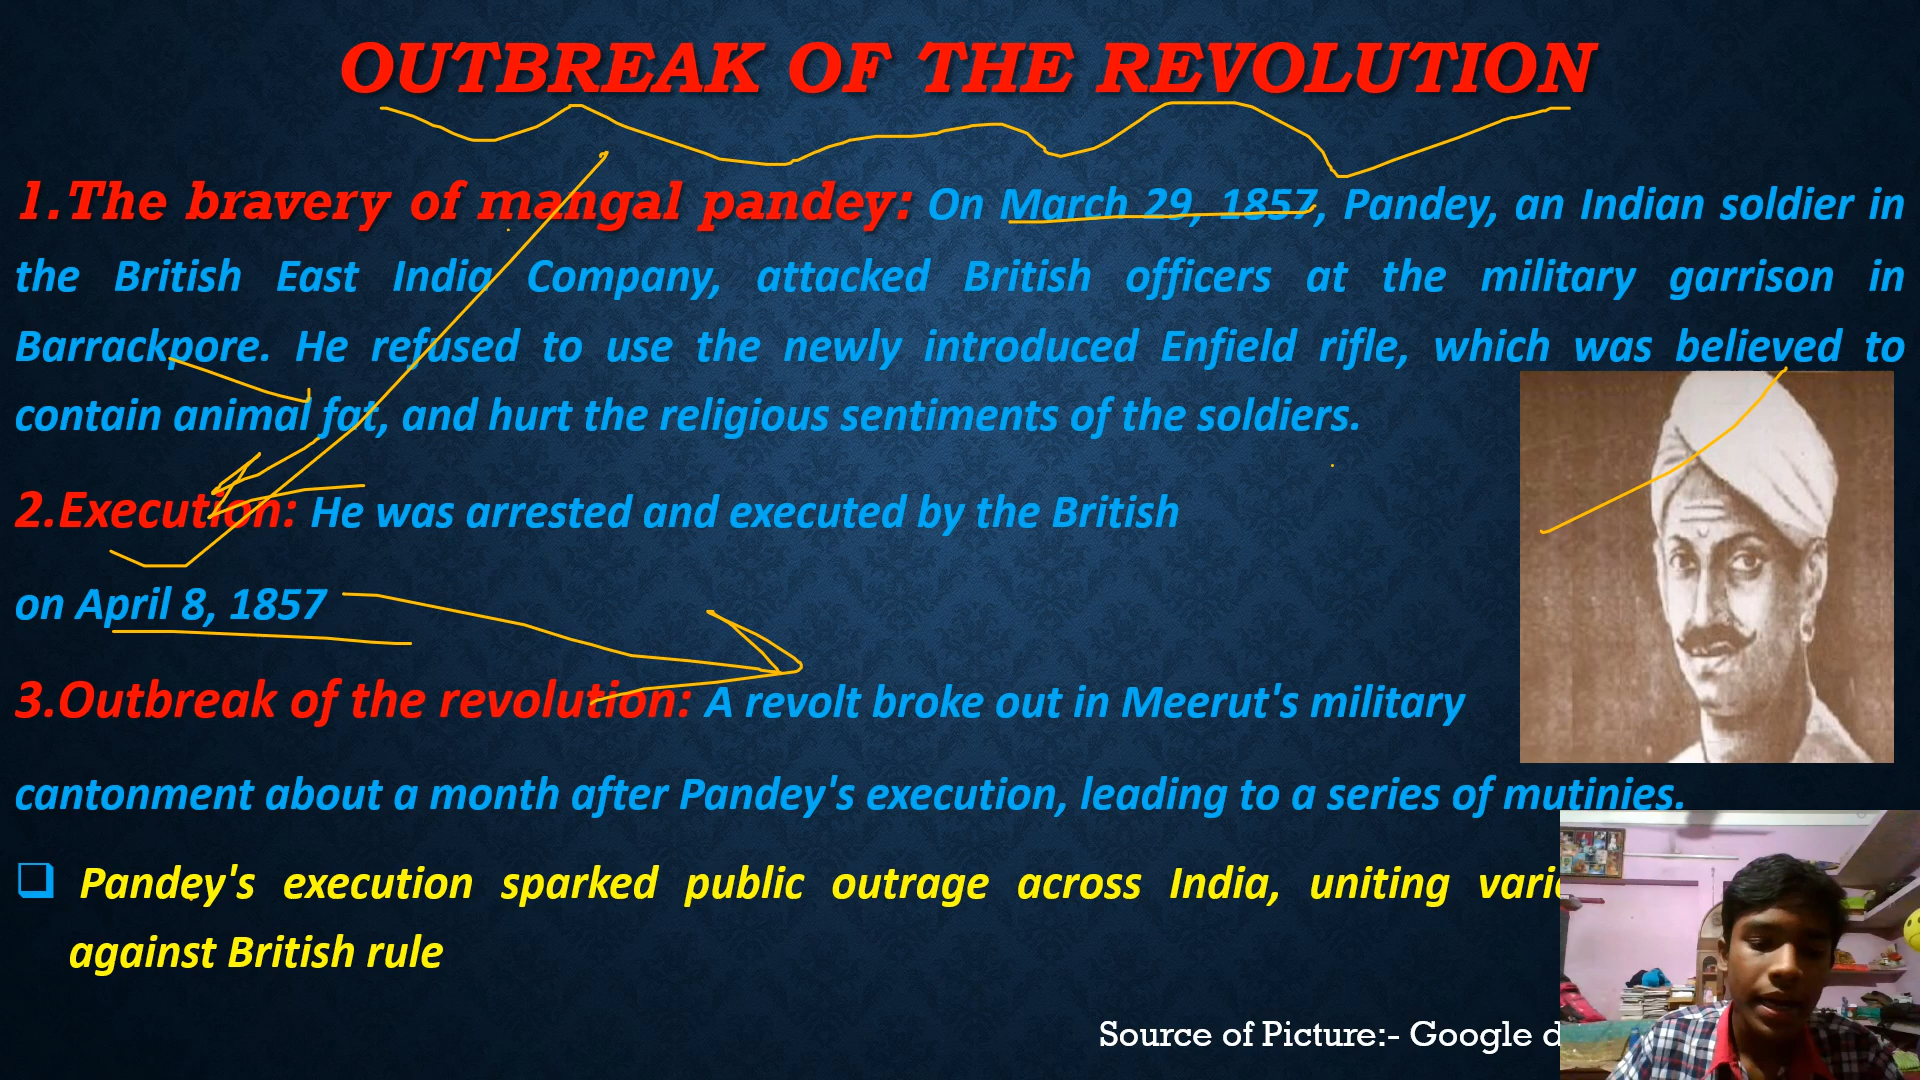 OUTBREAK OF THE REVOLUTION
1.The bravery of mangal pandey: On March 29, 1857, Pandey, an Indian soldier in
the British East India Company, attacked British officers at the military garrison in
Barrackpore. He refused to use the newly introduced Enfield rifle, which was believed to
contain animal fat, and hurt the religious sentiments of the soldiers.
2.Execution: He was arrested and executed by the British
on April 8, 1857
3.Outbreak of the revolution: A revolt broke out in Meerut's military
cantonment about a month after Pandey's execution, leading to a series of mutinies.
Pandey's execution sparked public outrage across India, uniting
against British rule
Source of Picture:- Google